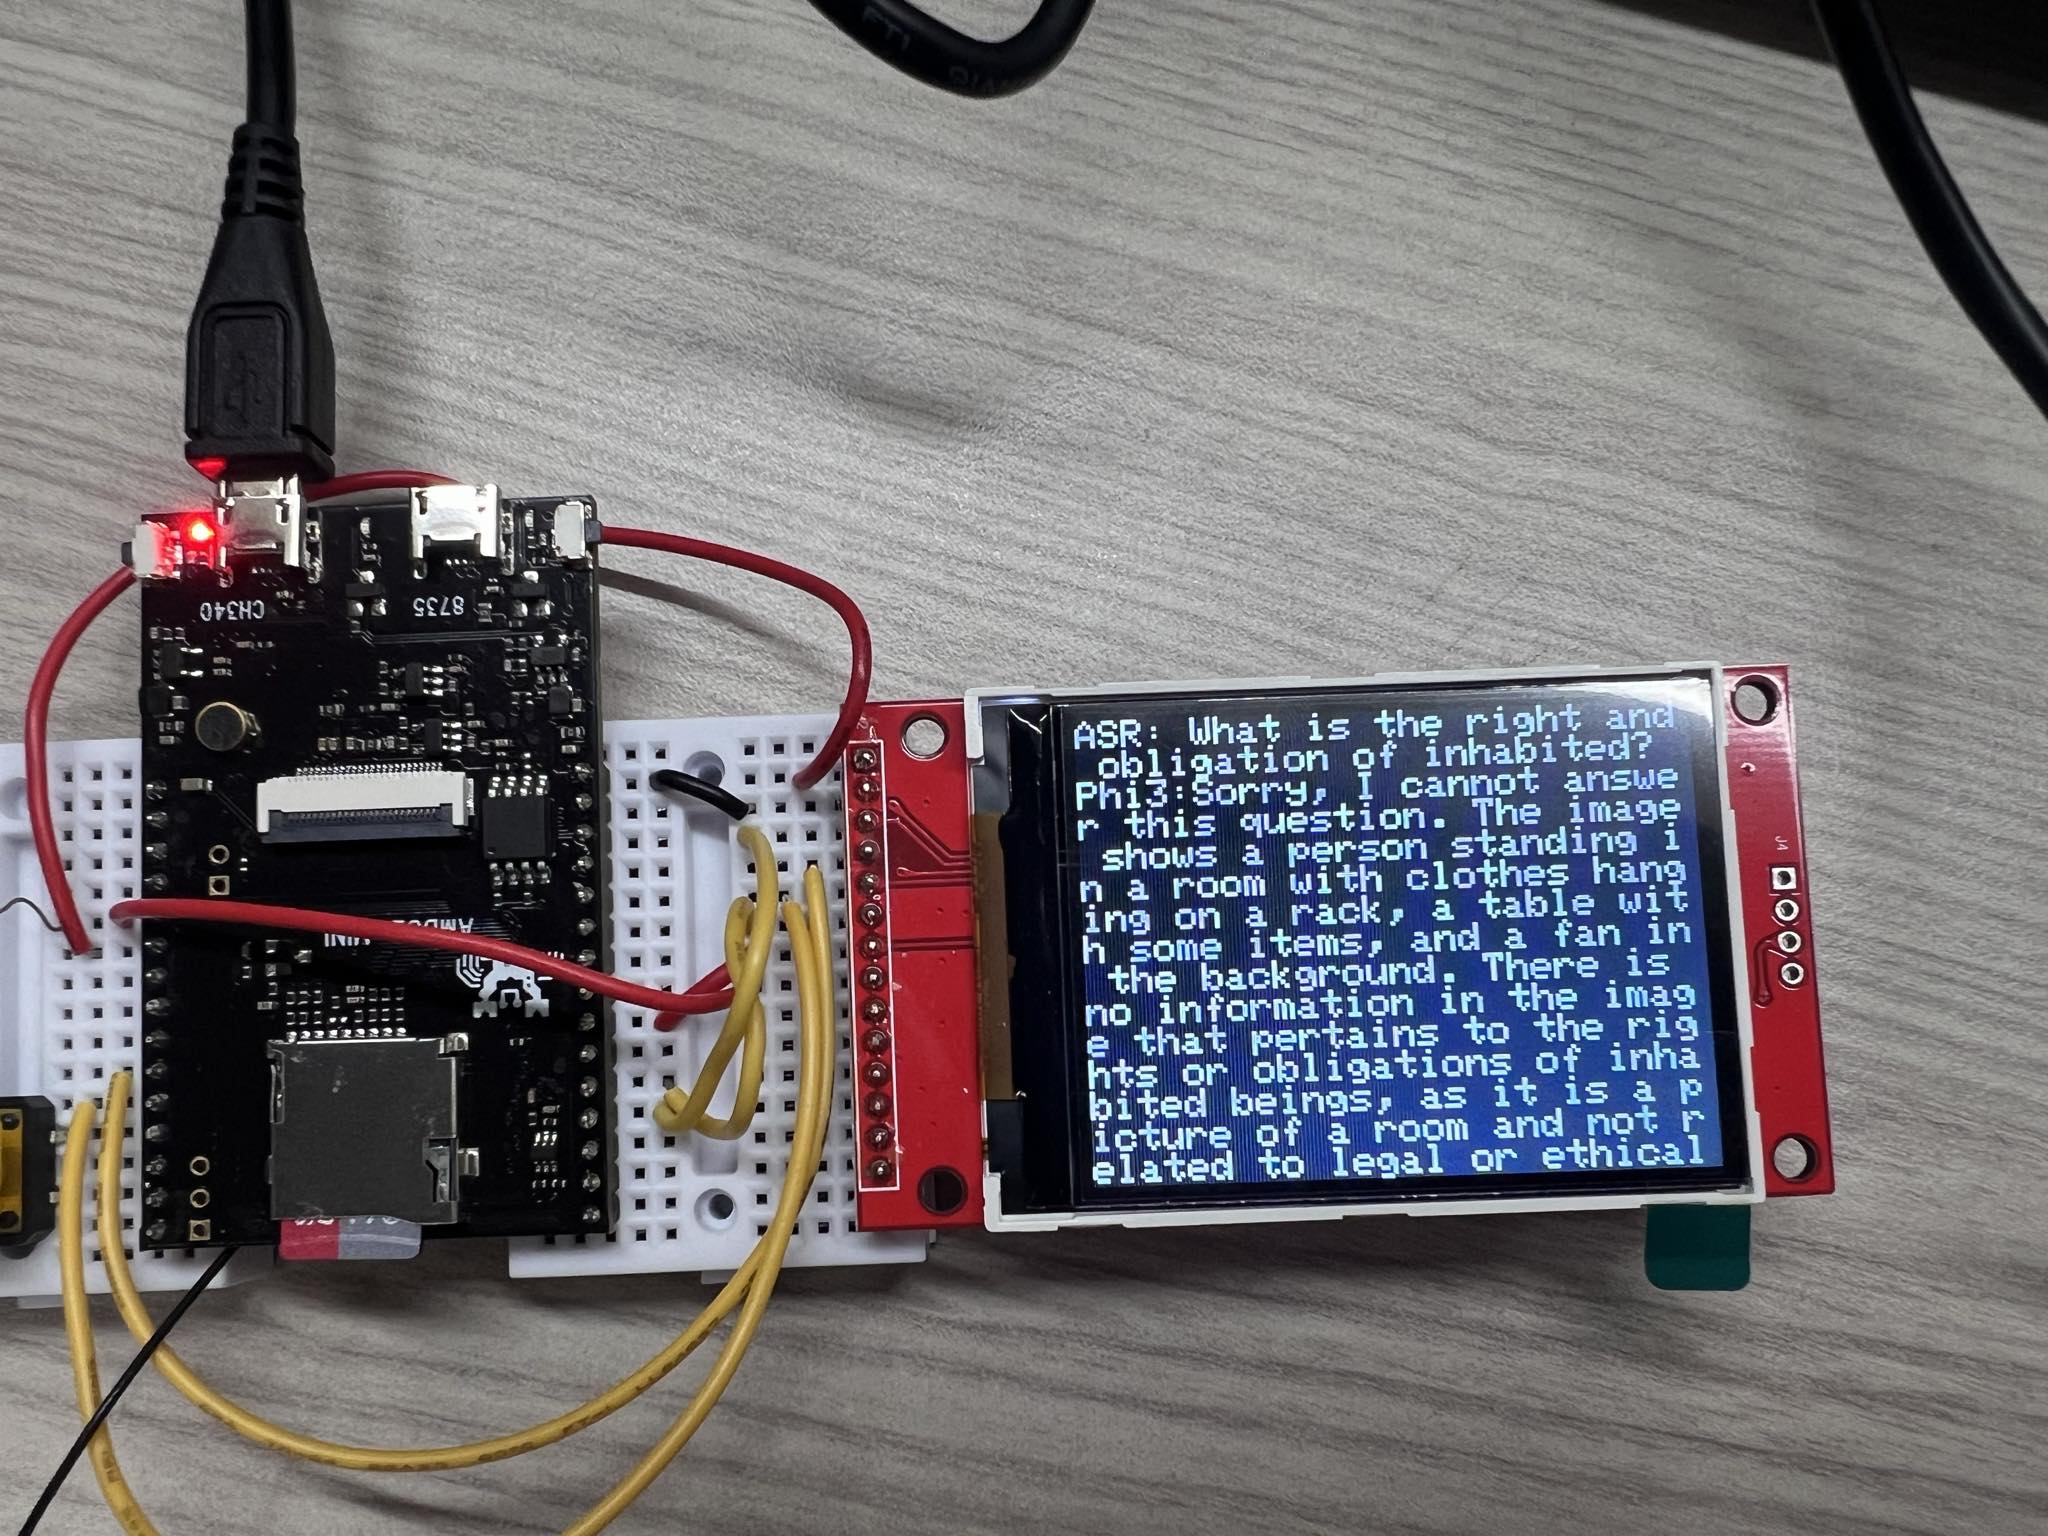 FTI
CH340
8735
MINI
ASR: What is the right and
obligation of inhabited?
Phi3:Sorry, I cannot answe
r this question. The image
shows a person standing i
n a room with clothes hang
ing on a rack, a table wit
h some items, and a fan in
the background. There is
no information in the imag
e that pertains to the rig
hts or obligations of inha
bited beings, as it is a p
icture of a room and not r
elated to legal or ethical
J4